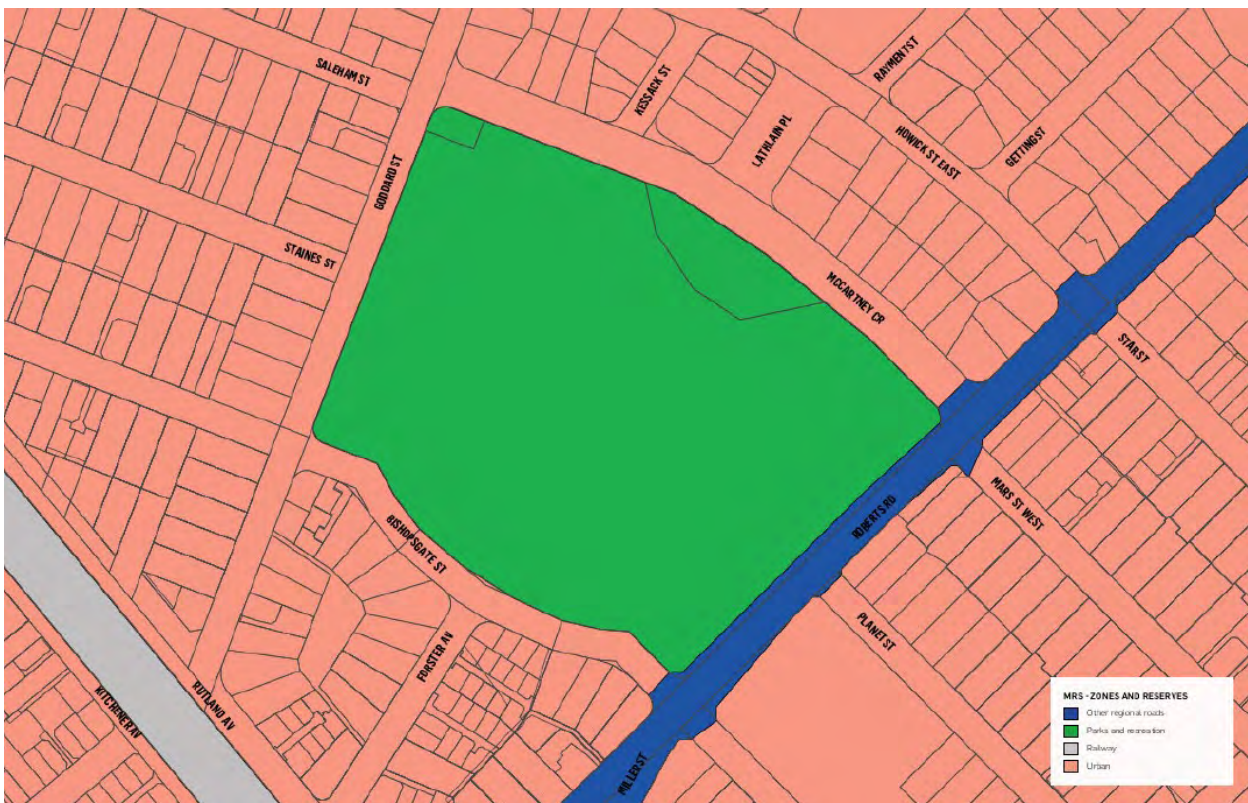 SALEHAM ST
KESSACK ST
RAYMENT ST
LATHLAIN PL
HOWICK ST EAST
GETTING ST
GODDARD ST
STAINES ST
MCCARTNEY CR
STAR ST
MARS ST WEST
ROBERTS RD
BISHOPSGATE ST
PLANET ST
FORSTER AV
RUTLAND AV
KITCHENER AV
MILLER ST
MRS - ZONES AND RESERVES
Other regional roads
Parks and recreation
Railway
Urban